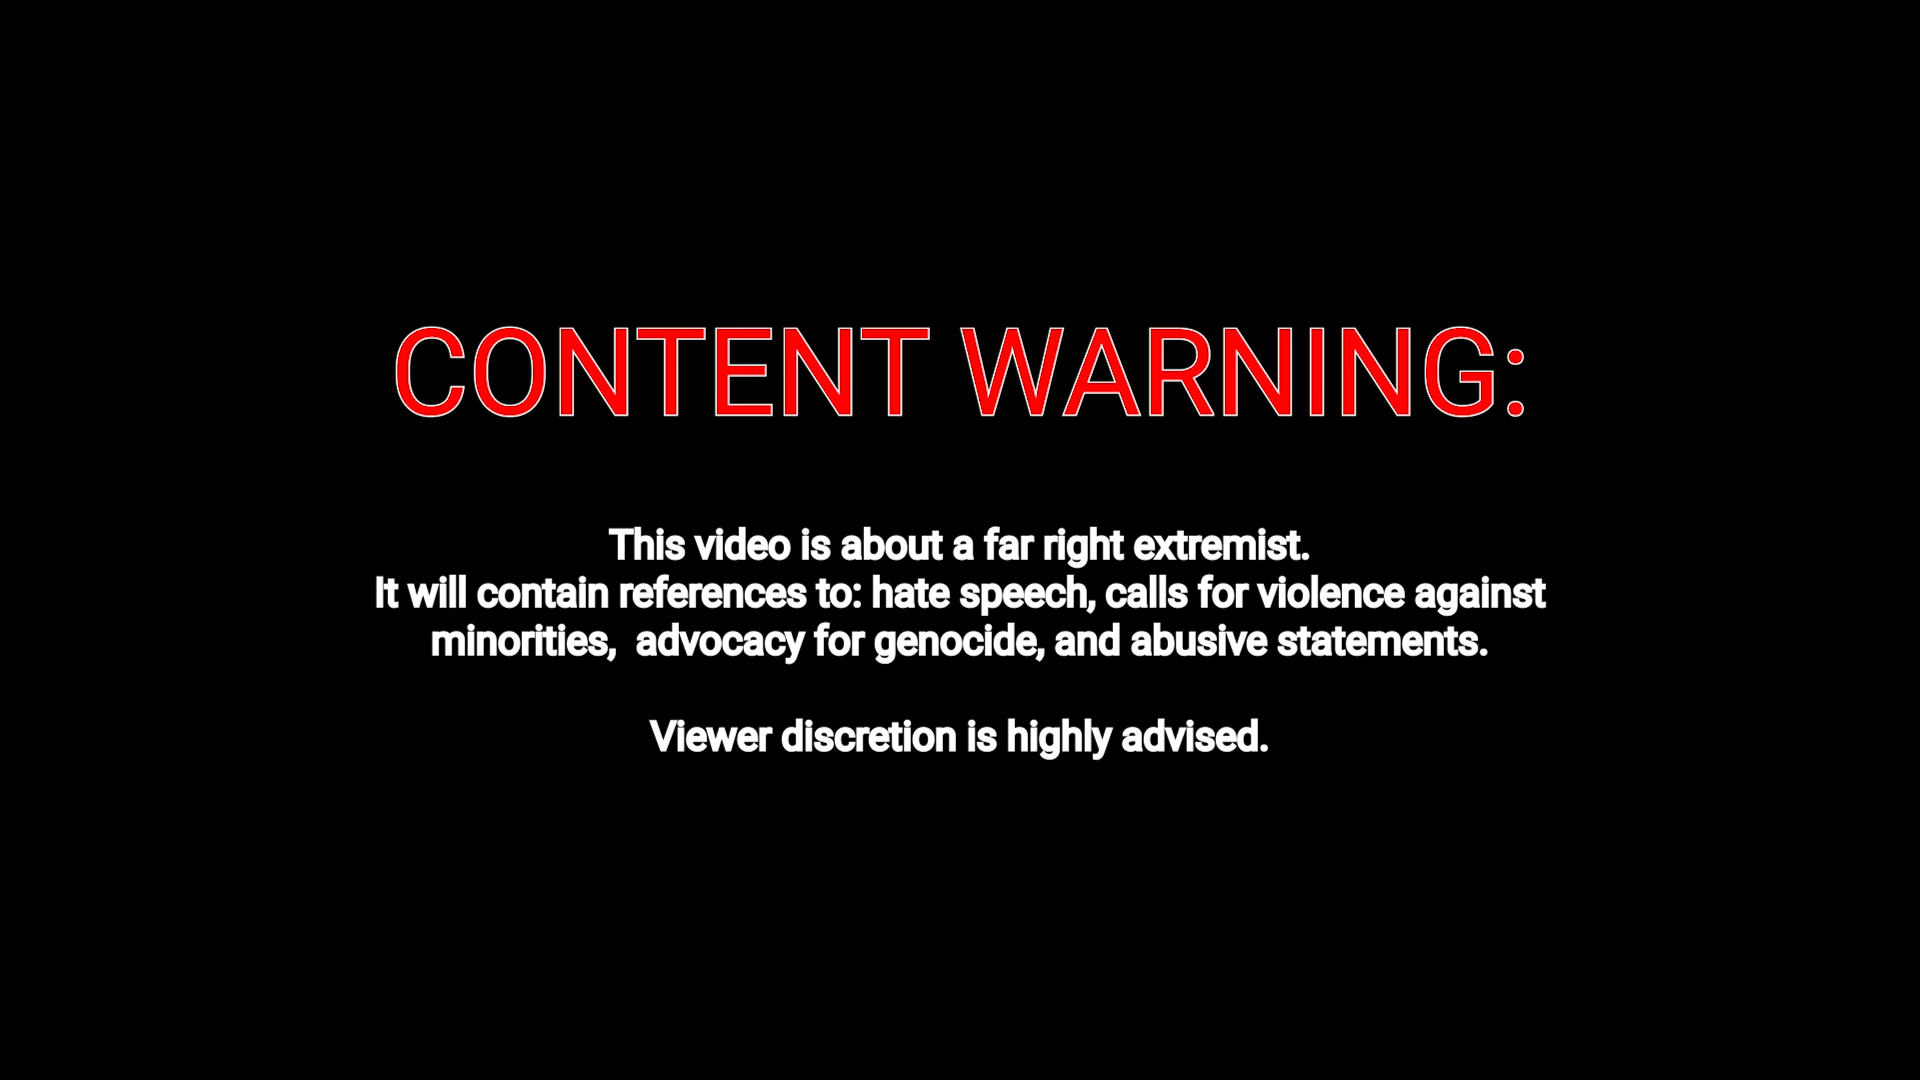 CONTENT WARNING:
This video is about a far right extremist.
It will contain references to: hate speech, calls for violence against
minorities,  advocacy for genocide, and abusive statements.
Viewer discretion is highly advised.